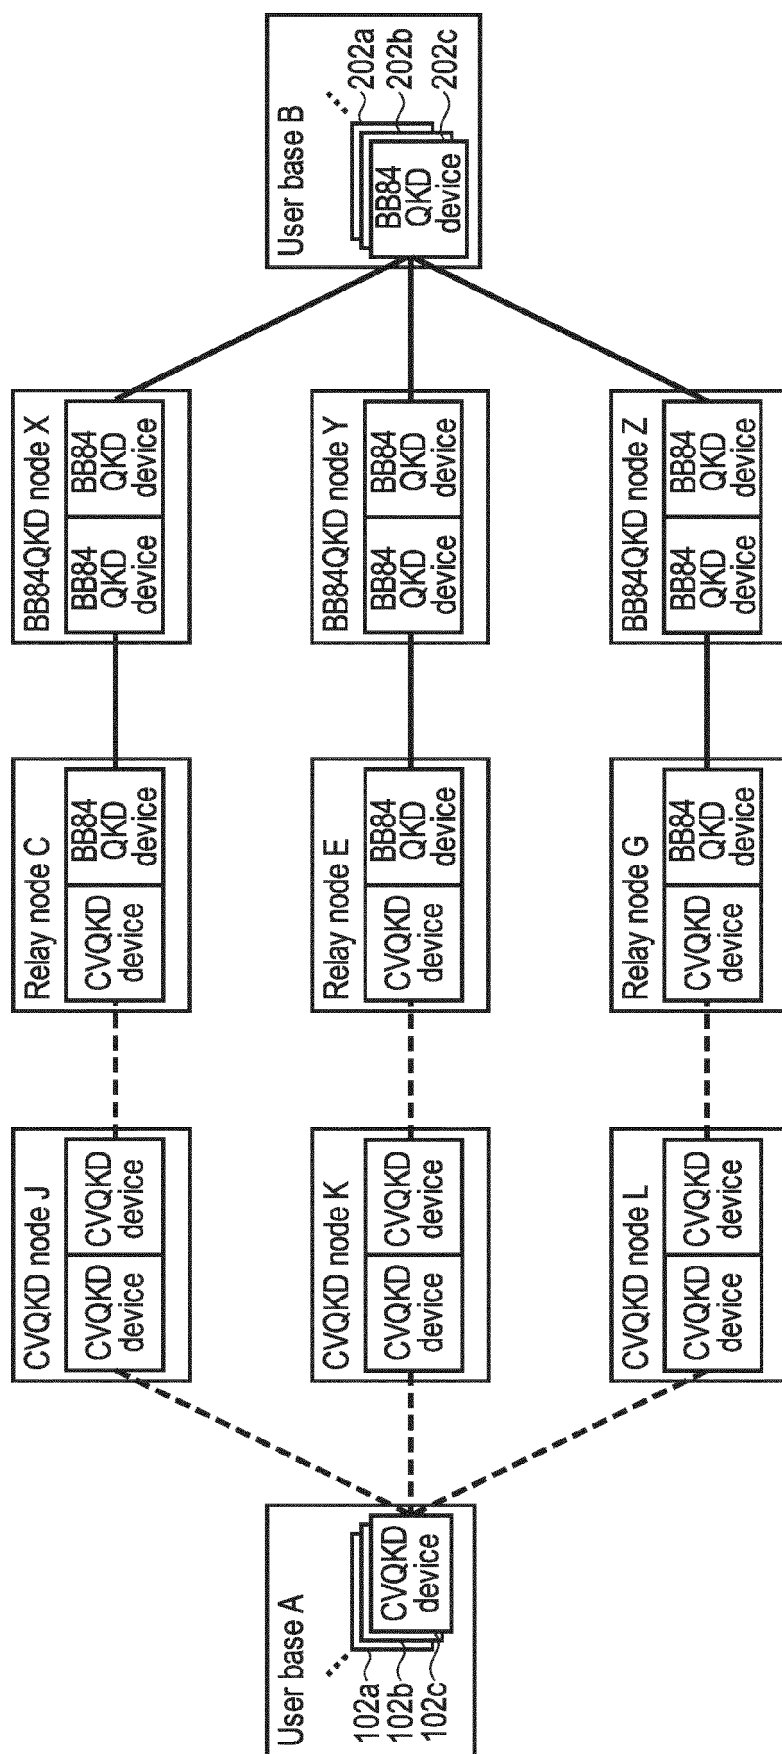 User base A
102a
102b
102c
CVQKD
device
CVQKD node J
CVQKD
device
CVQKD
device
CVQKD node K
CVQKD
device
CVQKD
device
CVQKD node L
CVQKD
device
CVQKD
device
Relay node C
CVQKD
device
BB84
QKD
device
Relay node E
CVQKD
device
BB84
QKD
device
Relay node G
CVQKD
device
BB84
QKD
device
BB84QKD node X
BB84
QKD
device
BB84
QKD
device
BB84QKD node Y
BB84
QKD
device
BB84
QKD
device
BB84QKD node Z
BB84
QKD
device
BB84
QKD
device
User base B
BB84
QKD
device
202a
202b
202c